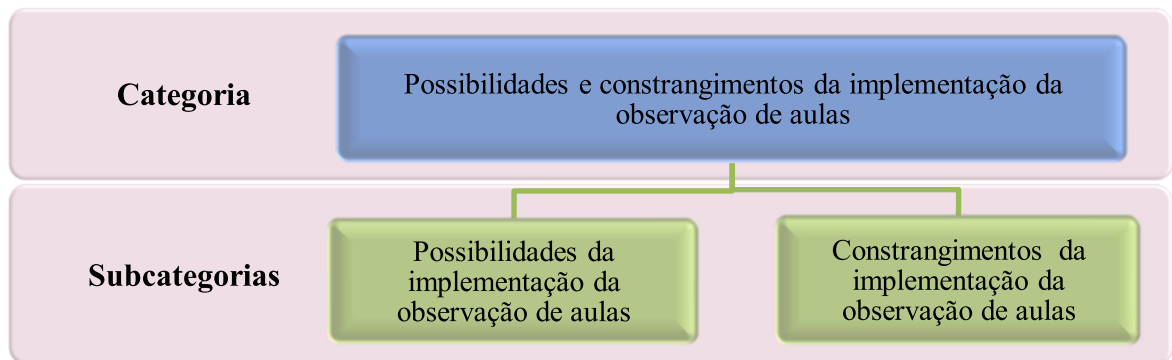 Categoria
Possibilidades e constrangimentos da implementação da
observação de aulas
Subcategorias
Possibilidades da
implementação da
observação de aulas
Constrangimentos da
implementação da
observação de aulas